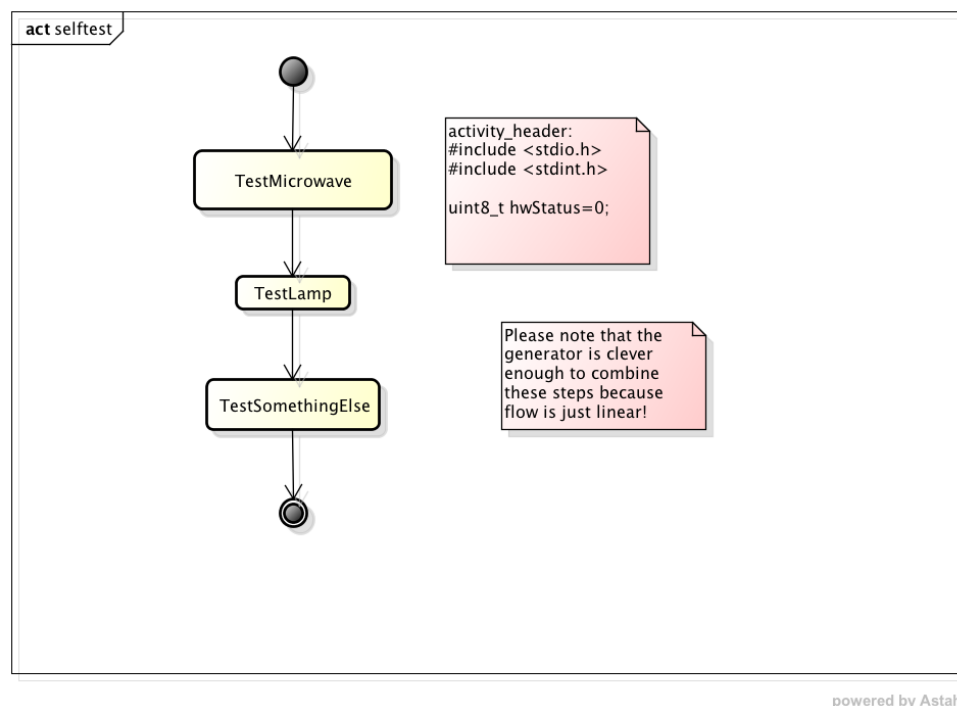 act selftest
TestMicrowave
TestLamp
TestSomethingElse
activity_header:
#include <stdio.h>
#include <stdint.h>
uint8_t hwStatus=0;
Please note that the
generator is clever
enough to combine
these steps because
flow is just linear!
powered by Astah